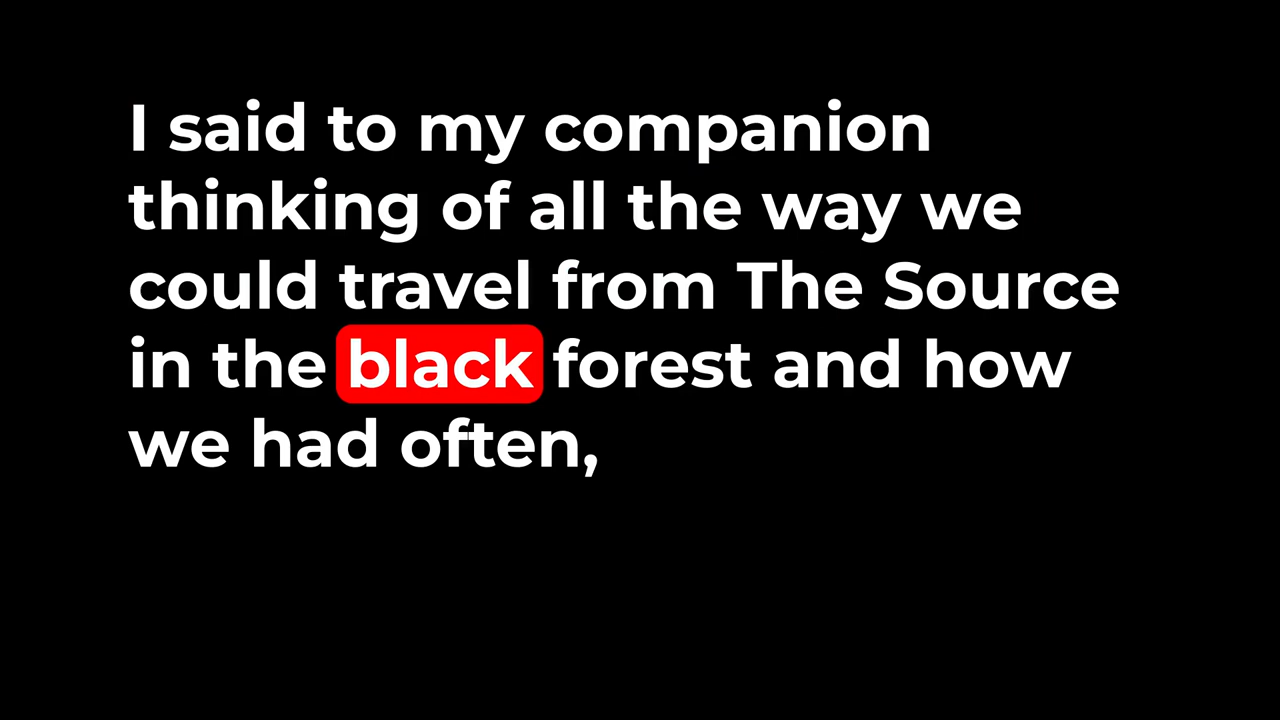 I said to my companion
thinking of all the way we
could travel from The Source
in the black forest and how
we had often,